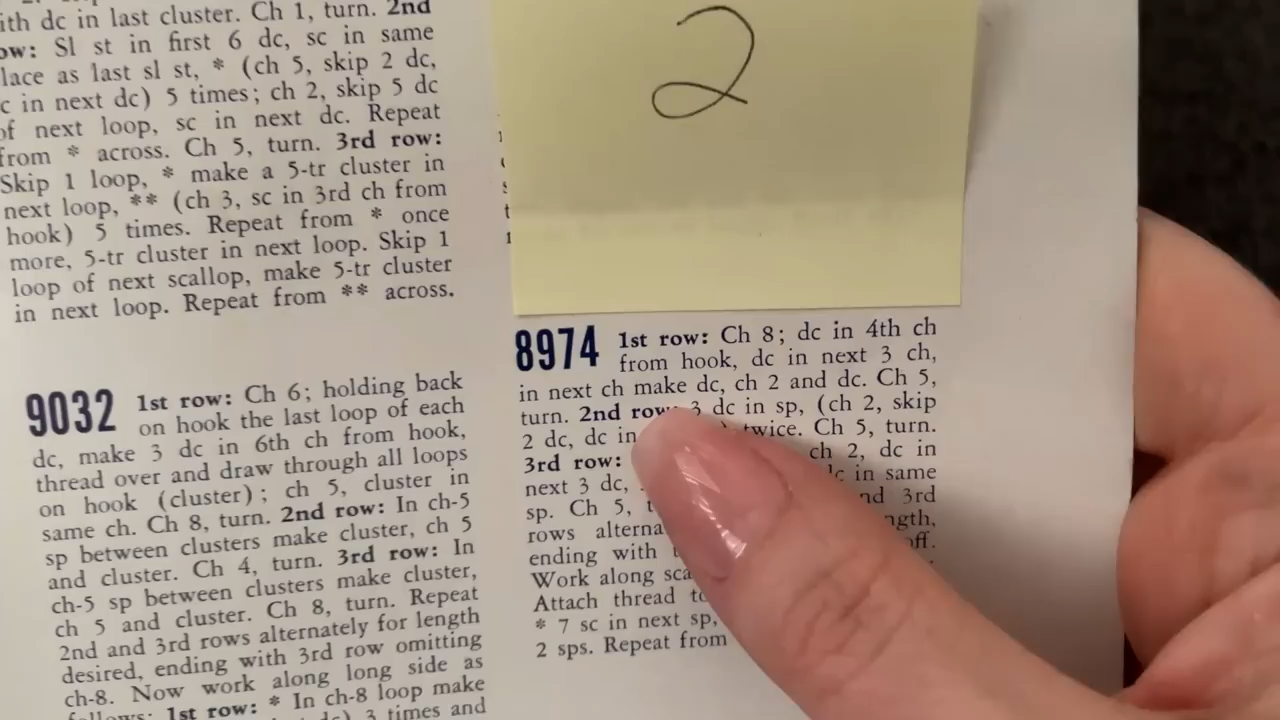 ith dc in last cluster. Ch 1, turn. 2nd
ow: Sl st in first 6 dc, sc in same
lace as last sl st, * (ch 5, skip 2 dc,
c in next dc) 5 times; ch 2, skip 5 dc
of next loop, sc in next dc. Repeat
from * across. Ch 5, turn. 3rd row:
Skip 1 loop, * make a 5-tr cluster in
next loop, ** (ch 3, sc in 3rd ch from
hook) 5 times. Repeat from * once
more, 5-tr cluster in next loop. Skip 1
loop of next scallop, make 5-tr cluster
in next loop. Repeat from ** across.
9032 1st row: Ch 6; holding back
on hook the last loop of each
dc, make 3 dc in 6th ch from hook,
thread over and draw through all loops
on hook (cluster); ch 5, cluster in
same ch. Ch 8, turn. 2nd row: In ch-5
sp between clusters make cluster, ch 5
and cluster. Ch 4, turn. 3rd row: In
ch-5 sp between clusters make cluster,
ch 5 and cluster. Ch 8, turn. Repeat
2nd and 3rd rows alternately for length
desired, ending with 3rd row omitting
ch-8. Now work along long side as
follows: 1st row: * In ch-8 loop make
dc) 3 times and
2
8974 1st row: Ch 8; dc in 4th ch
from hook, dc in next 3 ch,
in next ch make dc, ch 2 and dc. Ch 5,
turn. 2nd row: 3 dc in sp, (ch 2, skip
2 dc, dc in twice. Ch 5, turn.
3rd row: ch 2, dc in
next 3 dc, dc in same
sp. Ch 5, nd 3rd
rows alterna ngth,
ending with off.
Work along sca
Attach thread to
* 7 sc in next sp,
2 sps. Repeat from